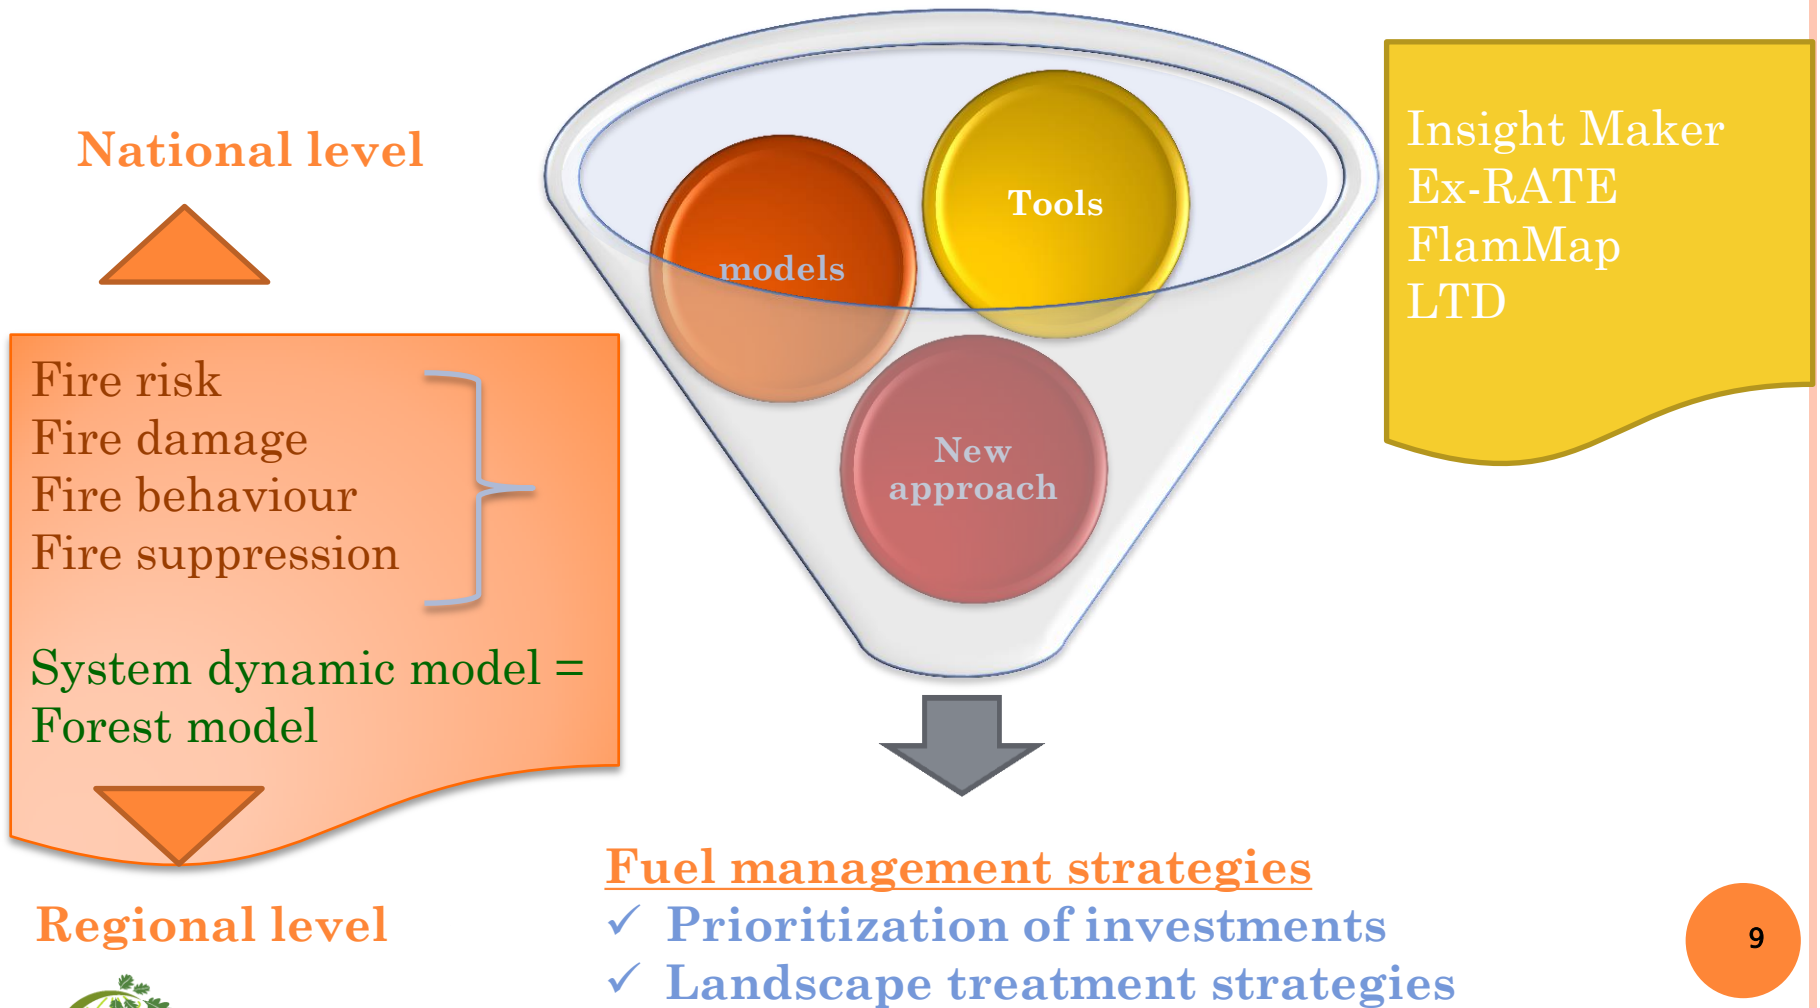 National level
Fire risk
Fire damage
Fire behaviour
Fire suppression
System dynamic model =
Forest model
Regional level
models
Tools
New
approach
Insight Maker
Ex-RATE
FlamMap
LTD
Fuel management strategies
✓ Prioritization of investments
✓ Landscape treatment strategies
9